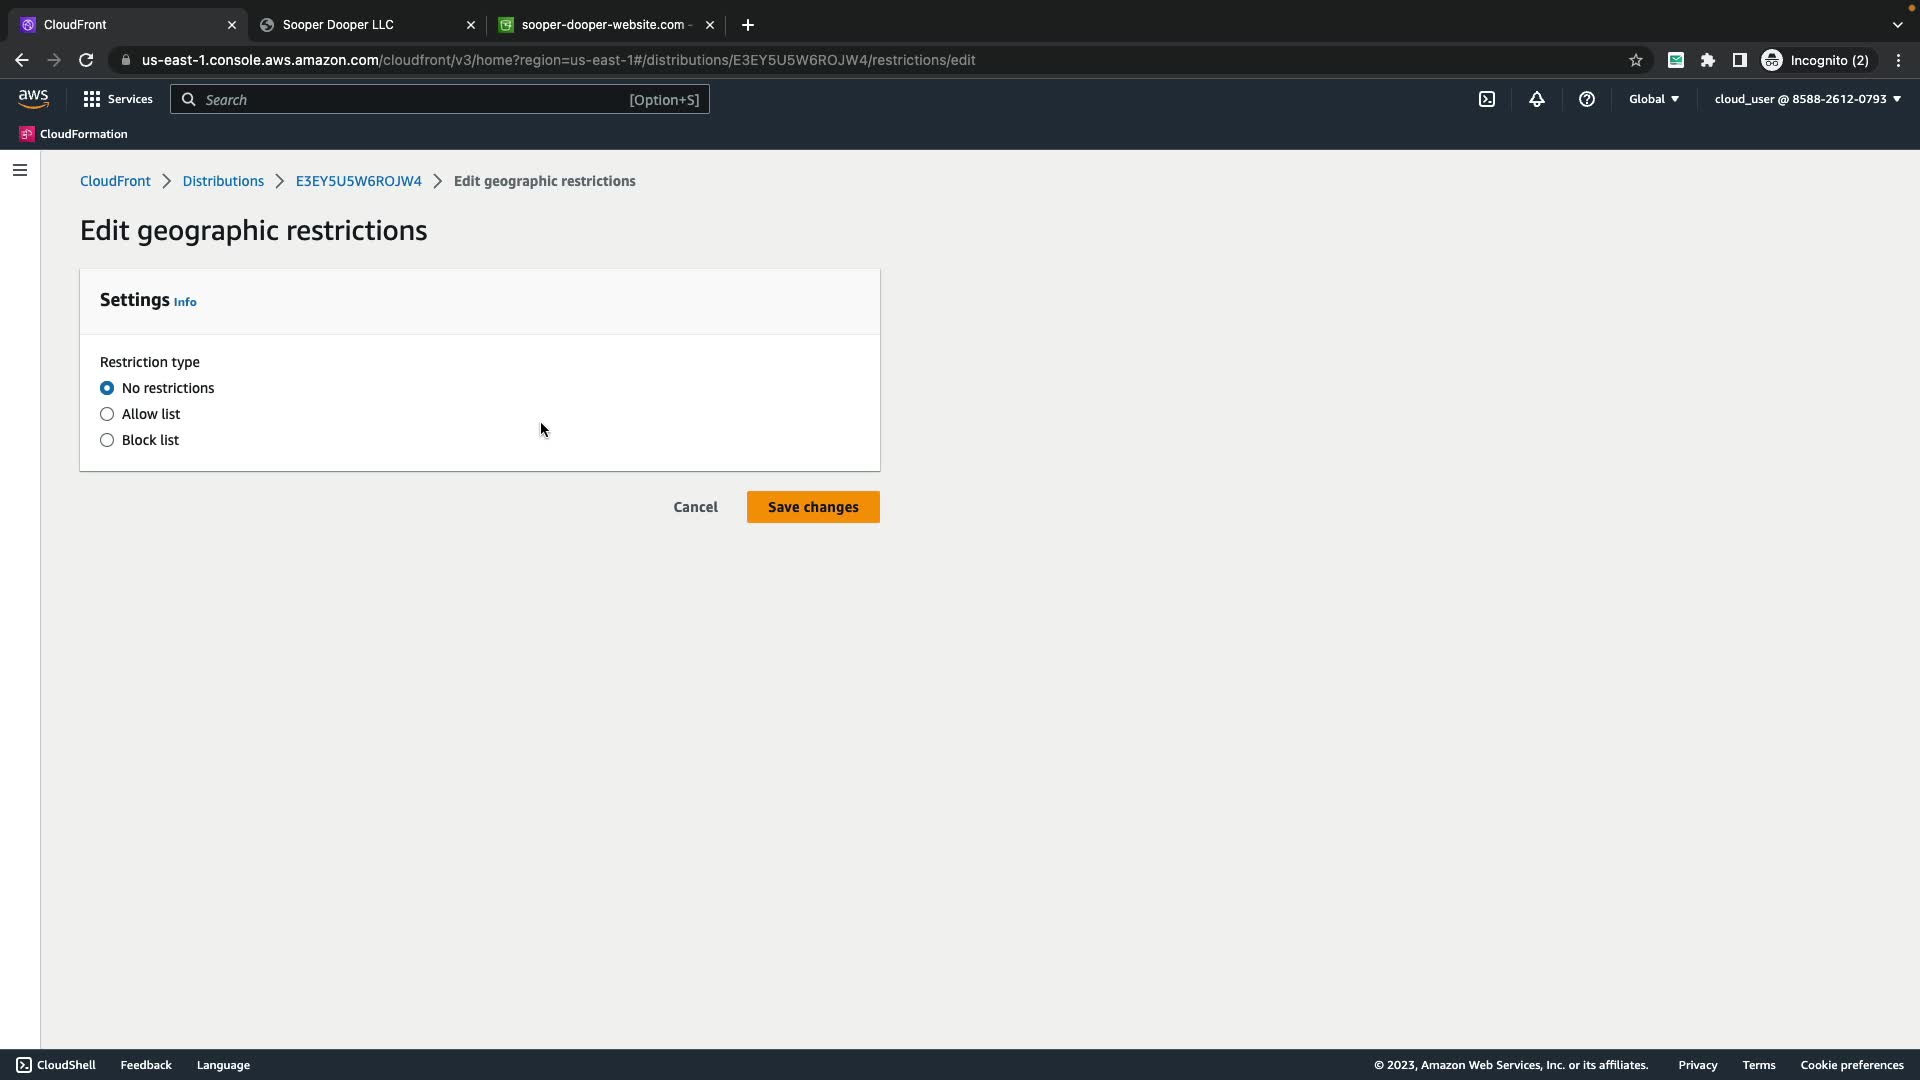 CloudFront
Sooper Dooper LLC
sooper-dooper-website.com -
us-east-1.console.aws.amazon.com/cloudfront/v3/home?region=us-east-1#/distributions/E3EY5U5W6ROJW4/restrictions/edit
Incognito (2)
aws
Services
Search
[Option+S]
Global
cloud_user @ 8588-2612-0793
CloudFormation
CloudFront
Distributions
E3EY5U5W6ROJW4
Edit geographic restrictions
Edit geographic restrictions
Settings Info
Restriction type
No restrictions
Allow list
Block list
Cancel
Save changes
CloudShell
Feedback
Language
© 2023, Amazon Web Services, Inc. or its affiliates.
Privacy
Terms
Cookie preferences